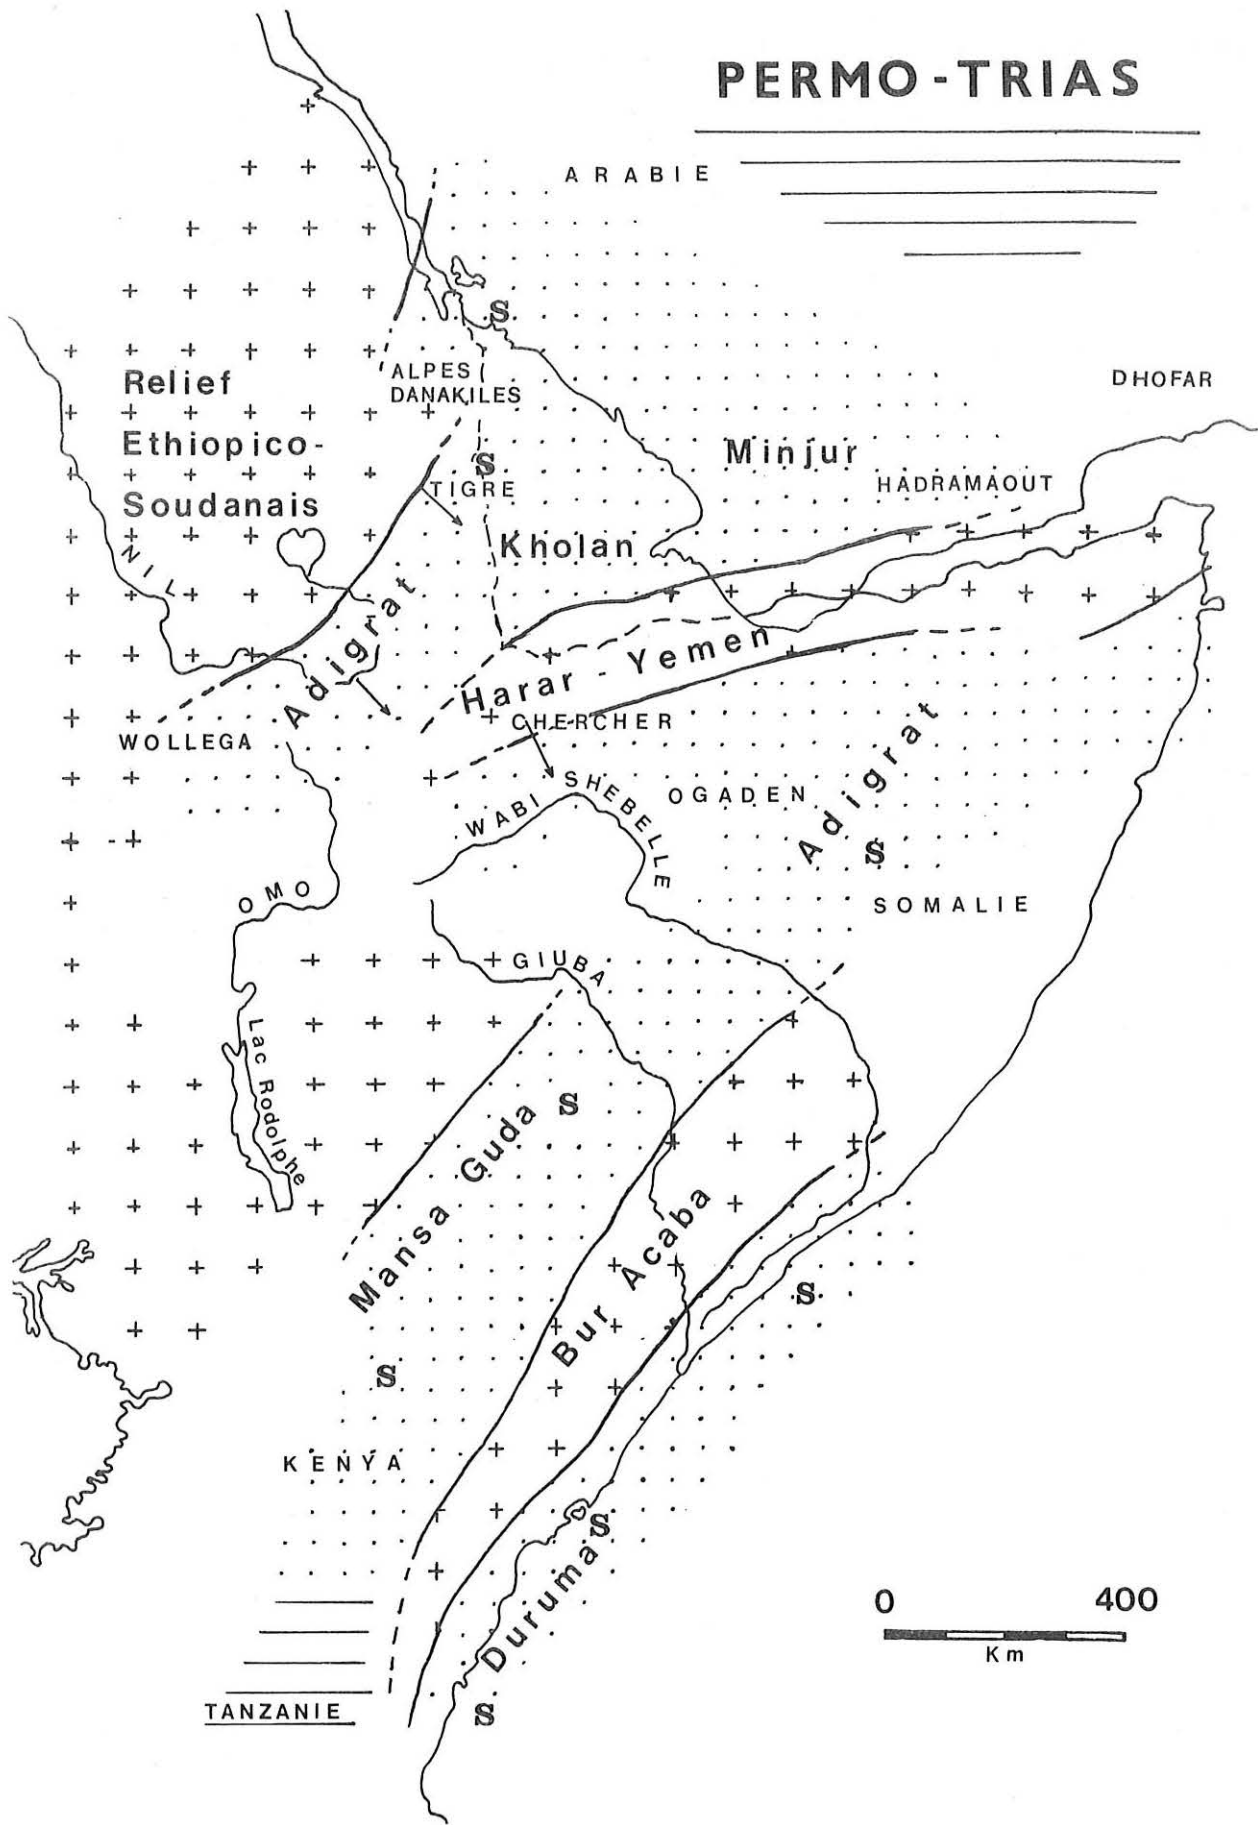 PERMO-TRIAS
ARABIE
S
ALPES
DANAKILES
DHOFAR
Relief
Ethiopico-
Soudanais
Minjur
HADRAMAOUT
S
TIGRE
Kholan
NIL
Adigrat
Harar - Yemen
CHERCHER
WOLLEGA
WABI SHEBELLE
OGADEN
Adigrat
S
OMO
SOMALIE
GIUBA
Lac Rodolphe
Mansa Guda
S
Bur Acaba
S
S
KENYA
S
Duruma
0 400
Km
TANZANIE
S